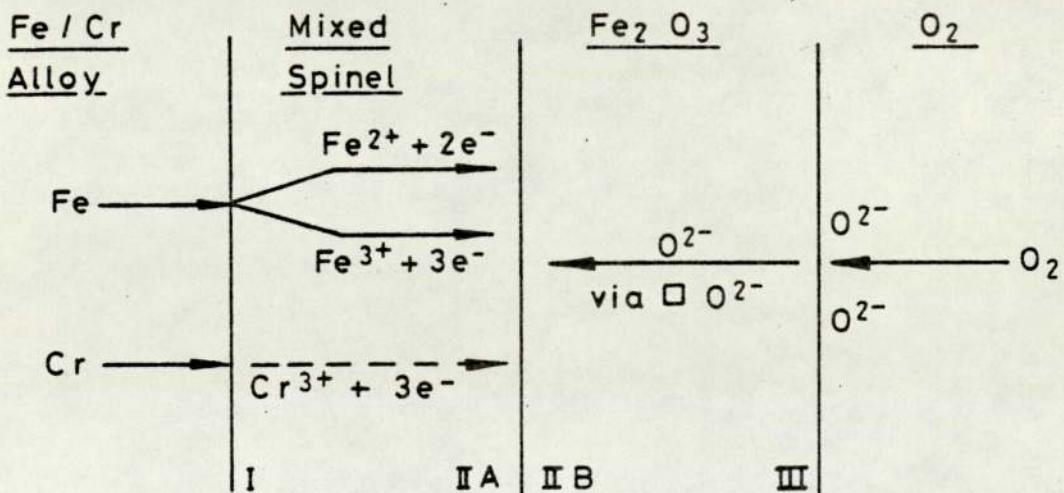 Fe / Cr Alloy
Mixed Spinel
Fe₂ O₃
O₂
Fe²⁺ + 2e⁻
Fe
Fe³⁺ + 3e⁻
O²⁻
O²⁻
via □ O²⁻
O₂
O²⁻
Cr
Cr³⁺ + 3e⁻
I
II A
II B
III